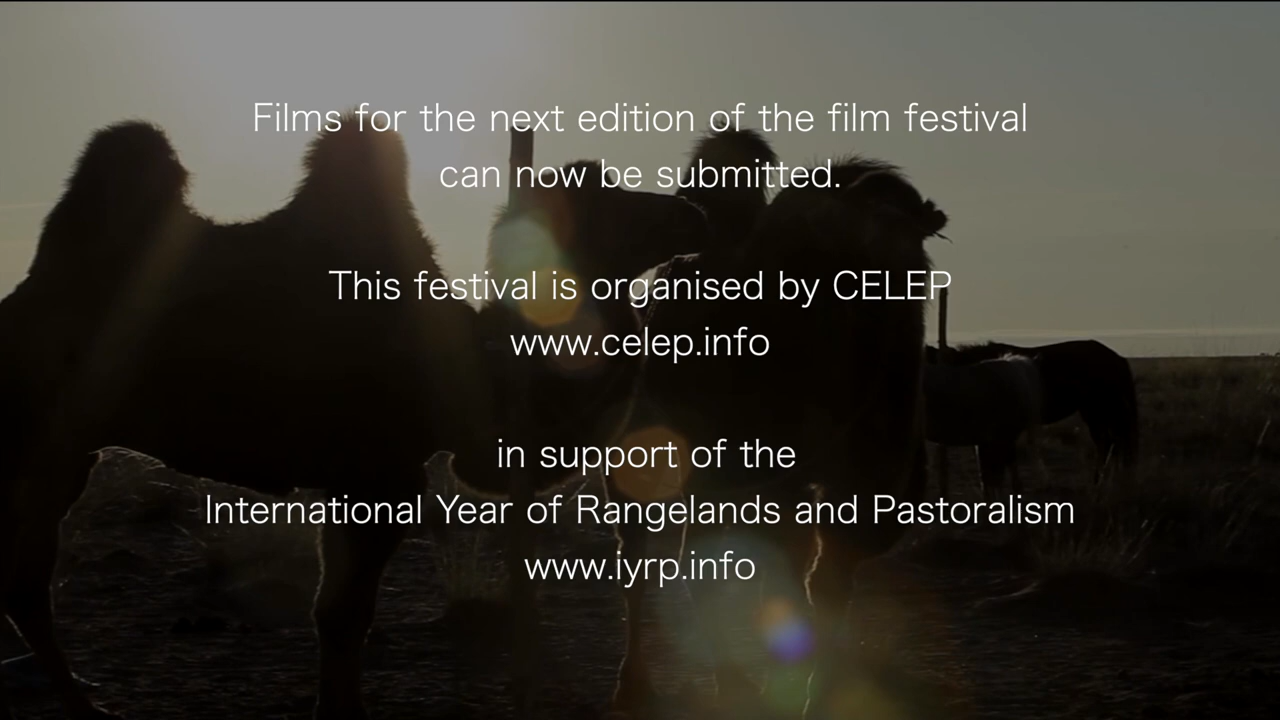 Films for the next edition of the film festival
can now be submitted.
This festival is organised by CELEP
www.celep.info
in support of the
International Year of Rangelands and Pastoralism
www.iyrp.info